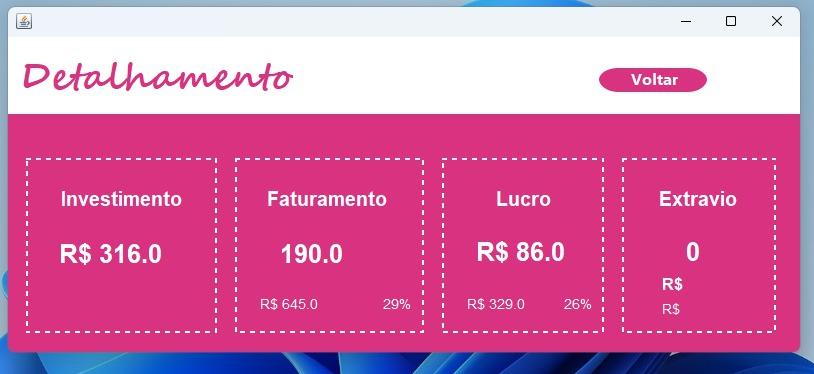 Detalhamento
Voltar
Investimento
R$ 316.0
Faturamento
190.0
R$ 645.0 29%
Lucro
R$ 86.0
R$ 329.0 26%
Extravio
0
R$
R$